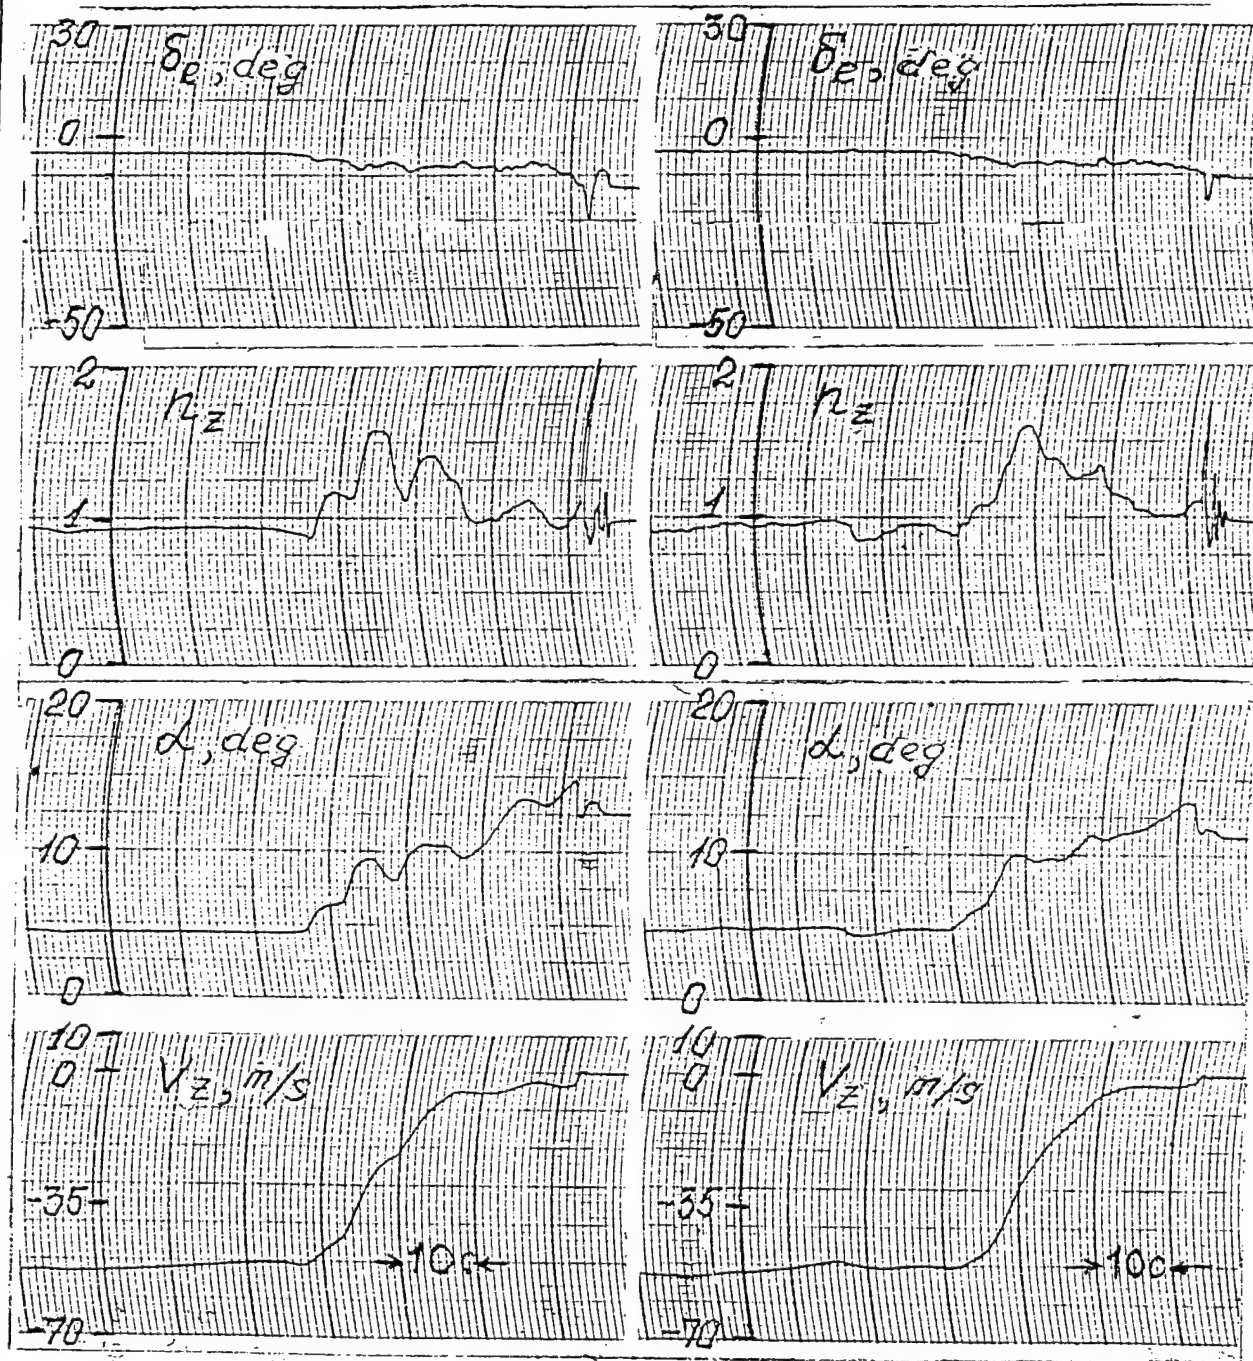 30 30
δe, deg δe, deg
0 0
-50 -50
2 2
nz nz
1 1
0 0
20 20
α, deg α, deg
10 10
0 0
10 10
0 0
Vz, m/s Vz, m/s
-35 -35
10c 10c
-70 -70